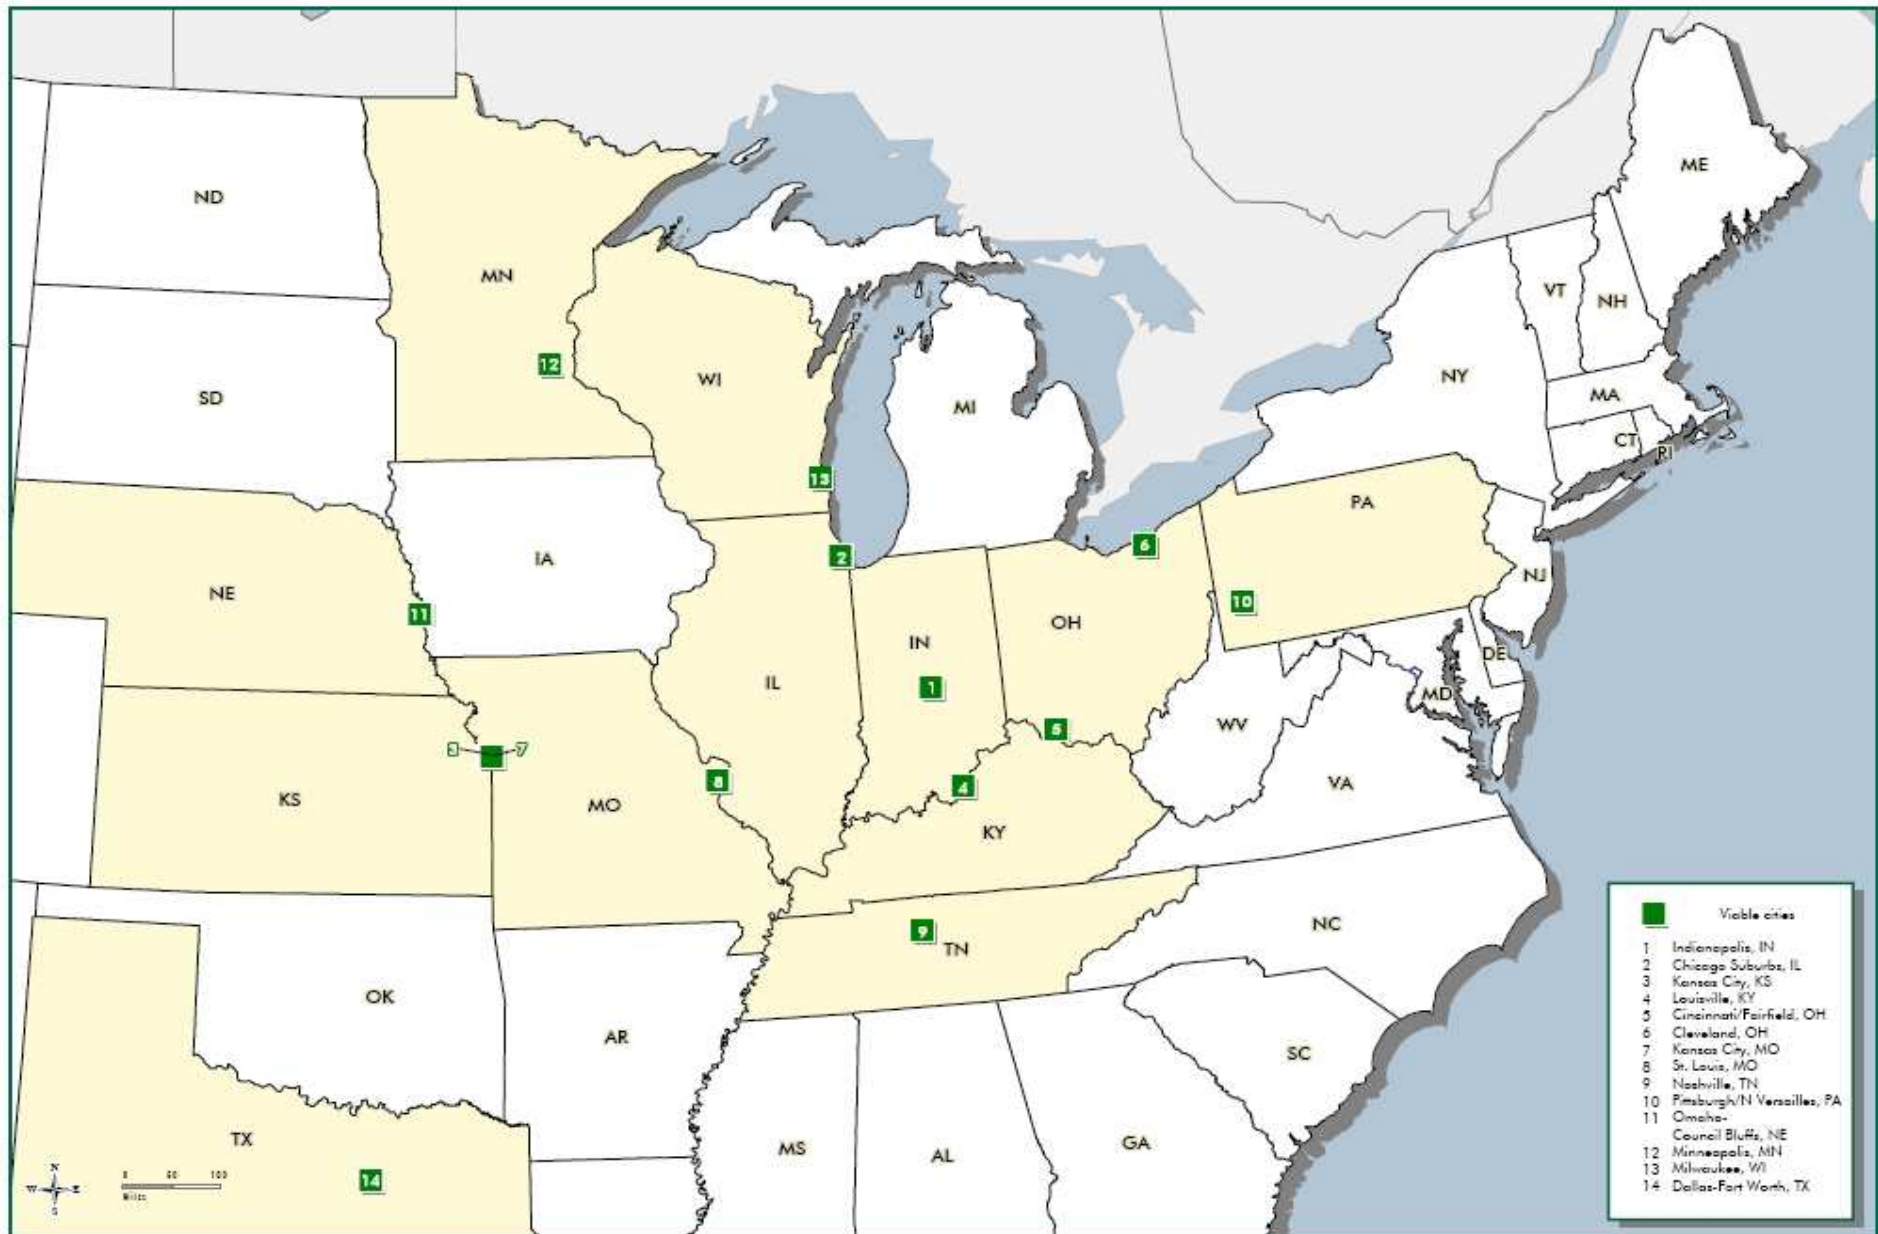 ND
ME
MN
VT
NH
SD
12
WI
NY
MI
MA
CT
RI
13
PA
6
2
IA
NJ
NE
11
10
OH
IN
DE
IL
1
MD
WV
5
3
7
8
4
VA
KS
MO
KY
9
TN
NC
OK
AR
SC
TX
MS
AL
GA
14
N
W
E
S
0 50 100
Miles
Viable cities
1 Indianapolis, IN
2 Chicago Suburbs, IL
3 Kansas City, KS
4 Louisville, KY
5 Cincinnati/Fairfield, OH
6 Cleveland, OH
7 Kansas City, MO
8 St. Louis, MO
9 Nashville, TN
10 Pittsburgh/N Versailles, PA
11 Omaha-
Council Bluffs, NE
12 Minneapolis, MN
13 Milwaukee, WI
14 Dallas-Fort Worth, TX